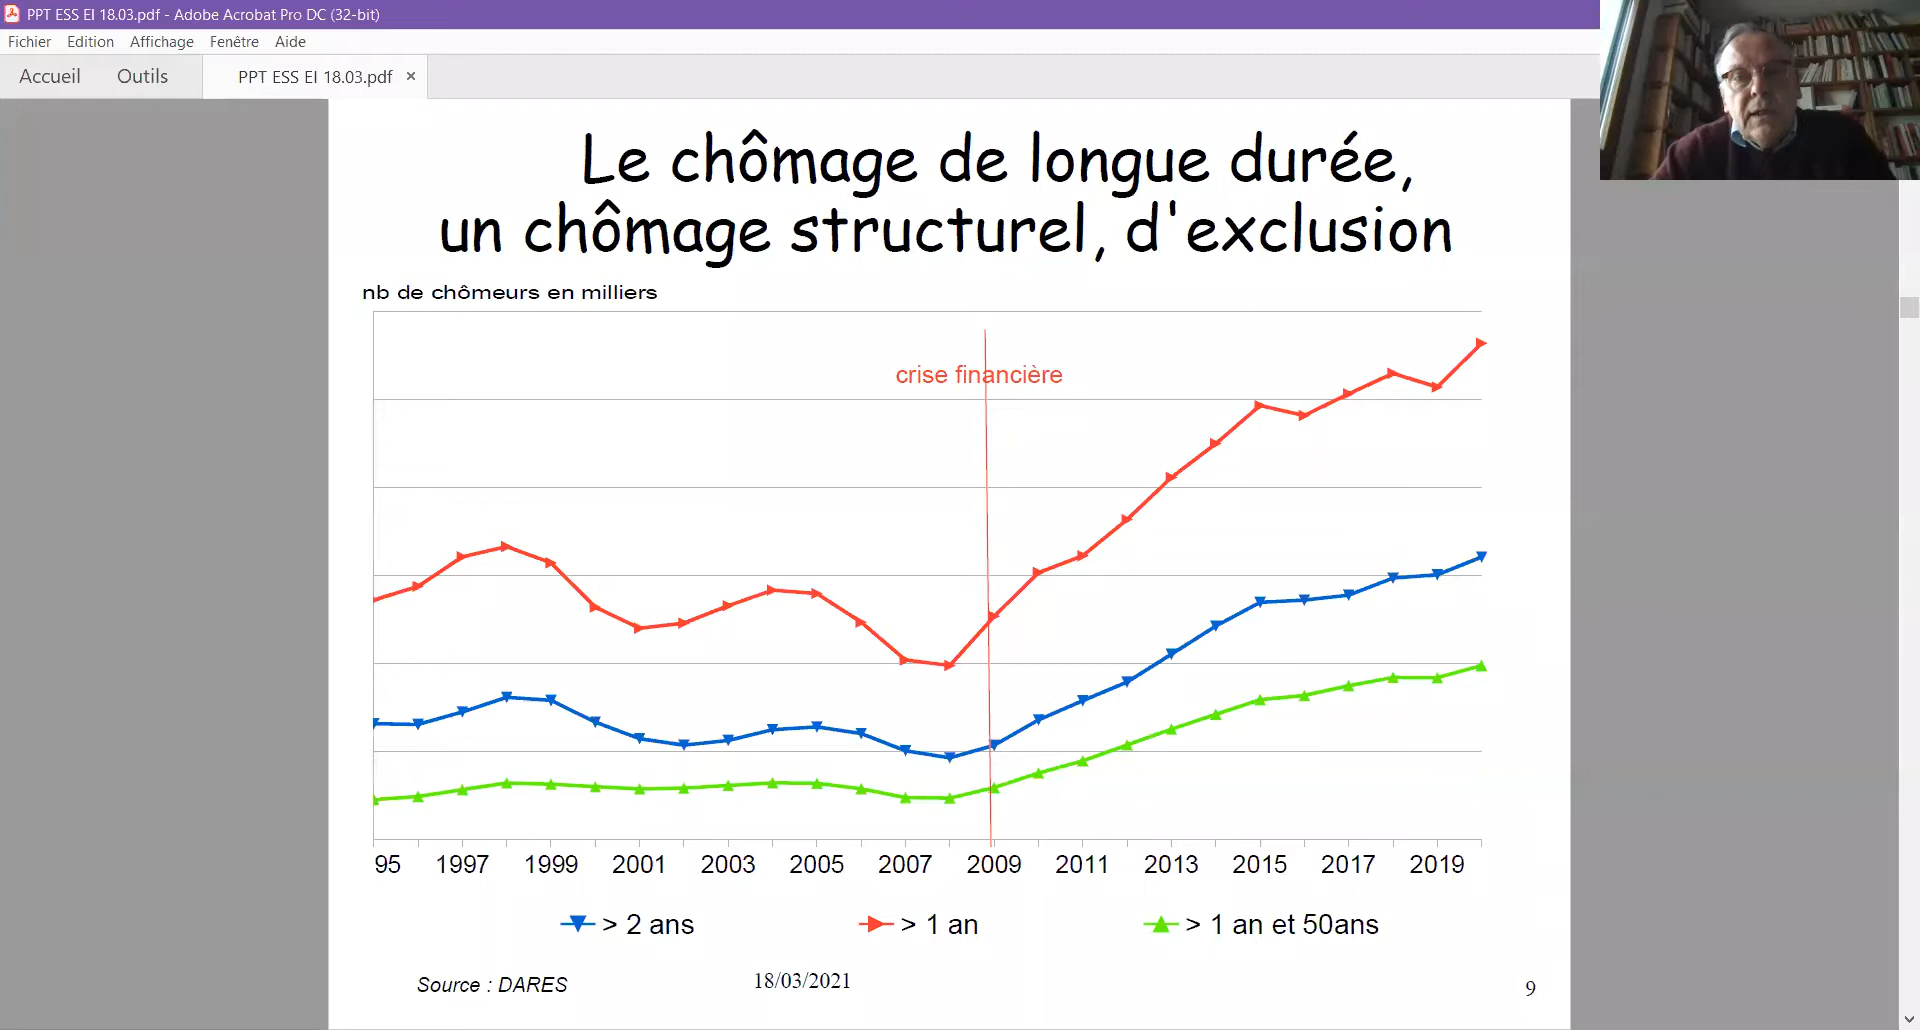 PPT ESS EI 18.03.pdf - Adobe Acrobat Pro DC (32-bit)
Fichier Edition Affichage Fenêtre Aide
Accueil Outils PPT ESS EI 18.03.pdf ×
Le chômage de longue durée,
un chômage structurel, d'exclusion
nb de chômeurs en milliers
crise financière
95 1997 1999 2001 2003 2005 2007 2009 2011 2013 2015 2017 2019
> 2 ans > 1 an > 1 an et 50ans
Source : DARES 18/03/2021 9